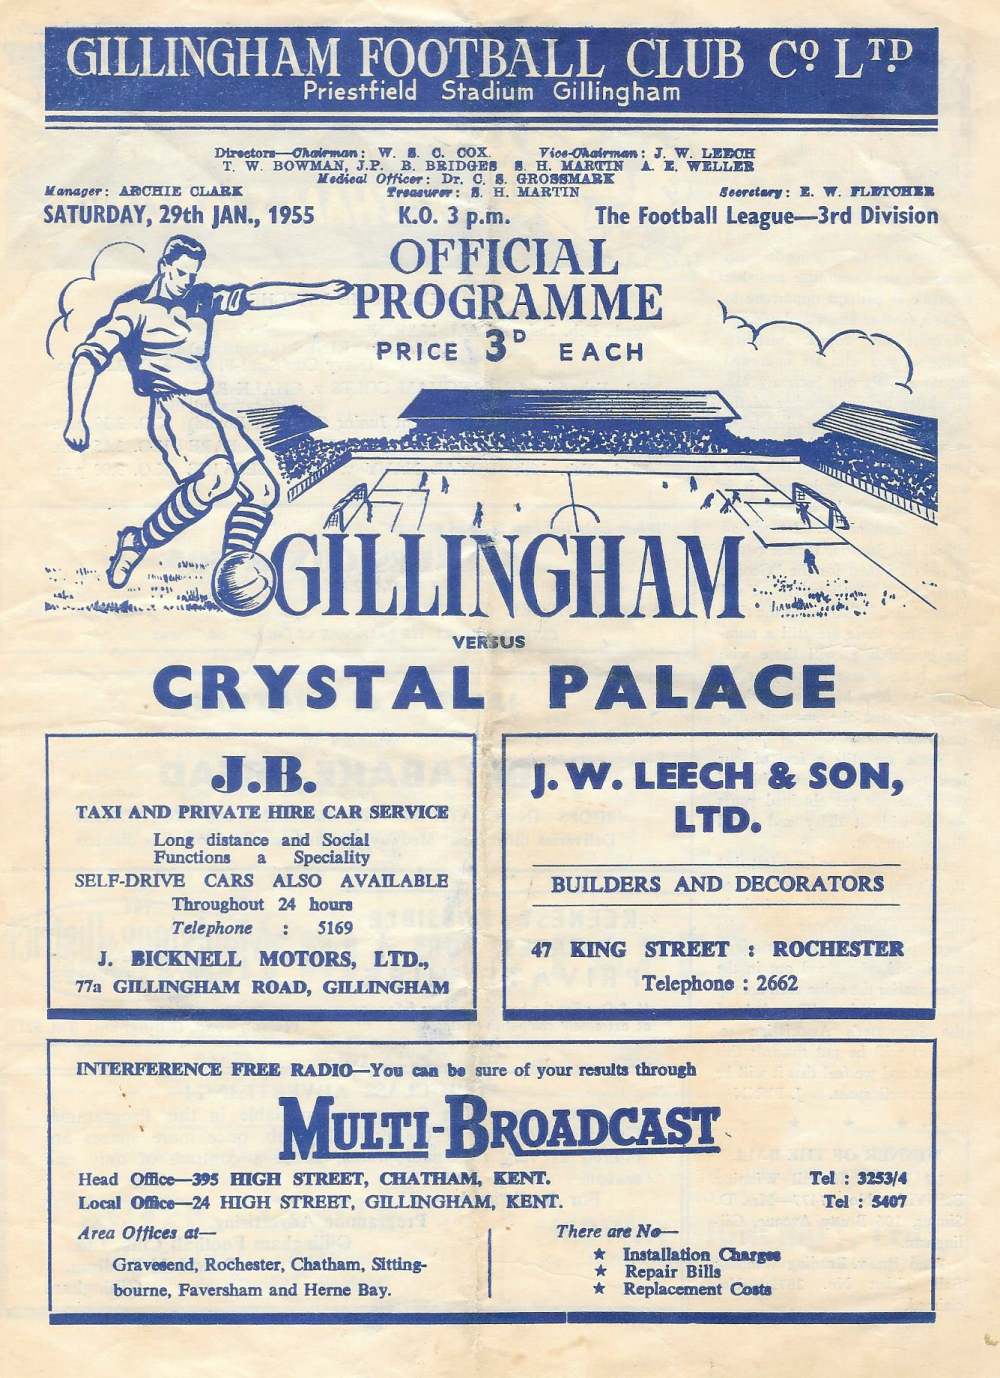 GILLINGHAM FOOTBALL CLUB Cº LTD
Priestfield Stadium Gillingham
Directors—Chairman: W. S. C. COX. Vice-Chairman: J. W. LEECH
T. W. BOWMAN, J.P. B. BRIDGES S. H. MARTIN A. E. WELLER
Medical Officer: Dr. C. S. GROSSMARK
Manager: ARCHIE CLARK Treasurer: S. H. MARTIN Secretary: E. W. FLETCHER
SATURDAY, 29th JAN., 1955 K.O. 3 p.m. The Football League—3rd Division
OFFICIAL
PROGRAMME
PRICE 3D EACH
GILLINGHAM
VERSUS
CRYSTAL PALACE
J.B.
TAXI AND PRIVATE HIRE CAR SERVICE
Long distance and Social
Functions a Speciality
SELF-DRIVE CARS ALSO AVAILABLE
Throughout 24 hours
Telephone : 5169
J. BICKNELL MOTORS, LTD.,
77a GILLINGHAM ROAD, GILLINGHAM
J. W. LEECH & SON,
LTD.
BUILDERS AND DECORATORS
47 KING STREET : ROCHESTER
Telephone : 2662
INTERFERENCE FREE RADIO—You can be sure of your results through
MULTI-BROADCAST
Head Office—395 HIGH STREET, CHATHAM, KENT. Tel : 3253/4
Local Office—24 HIGH STREET, GILLINGHAM, KENT. Tel : 5407
Area Offices at—
Gravesend, Rochester, Chatham, Sitting-
bourne, Faversham and Herne Bay.
There are No—
★ Installation Charges
★ Repair Bills
★ Replacement Costs